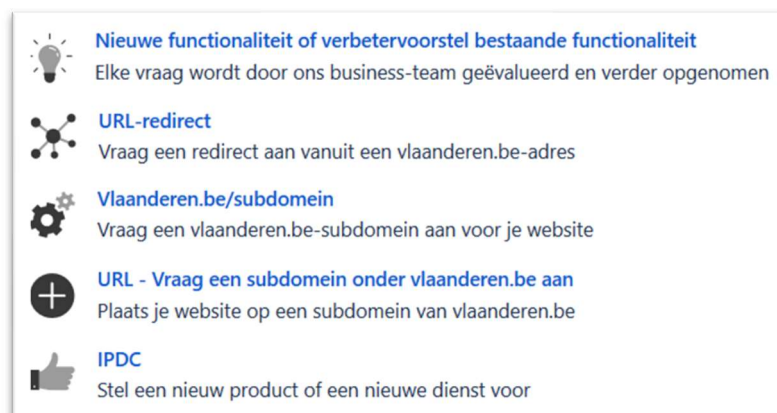 Nieuwe functionaliteit of verbetervoorstel bestaande functionaliteit
Elke vraag wordt door ons business-team geëvalueerd en verder opgenomen
URL-redirect
Vraag een redirect aan vanuit een vlaanderen.be-adres
Vlaanderen.be/subdomein
Vraag een vlaanderen.be-subdomein aan voor je website
URL - Vraag een subdomein onder vlaanderen.be aan
Plaats je website op een subdomein van vlaanderen.be
IPDC
Stel een nieuw product of een nieuwe dienst voor